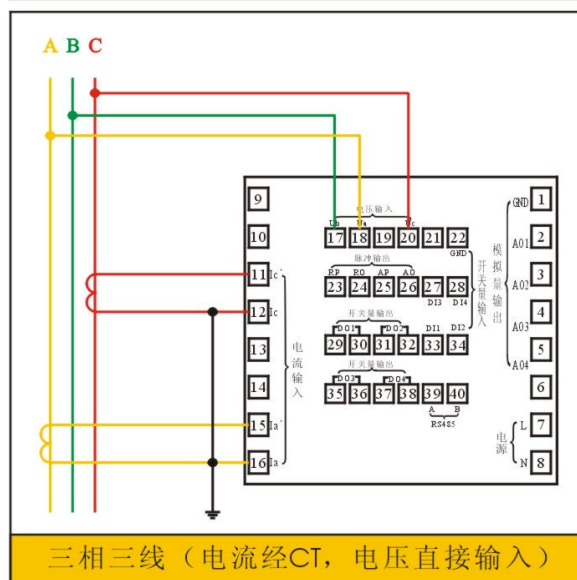 A B C
9
10
11 Ic*
12 Ic
13
14
15 Ia*
16 Ia
电流输入
电压输入
Ub Ua Uc
17 18 19 20 21 22
GND
脉冲输出
RP RQ AP AQ
23 24 25 26 27 28
DI3 DI4
开关量输入
开关量输出
DO1 DO2 DI1 DI2
29 30 31 32 33 34
开关量输出
DO3 DO4
35 36 37 38 39 40
A B
RS485
GND 1
AO1 2
3
AO2
4
AO3
5
AO4
6
模拟量输出
L 7
N 8
电源
三相三线（电流经CT，电压直接输入）